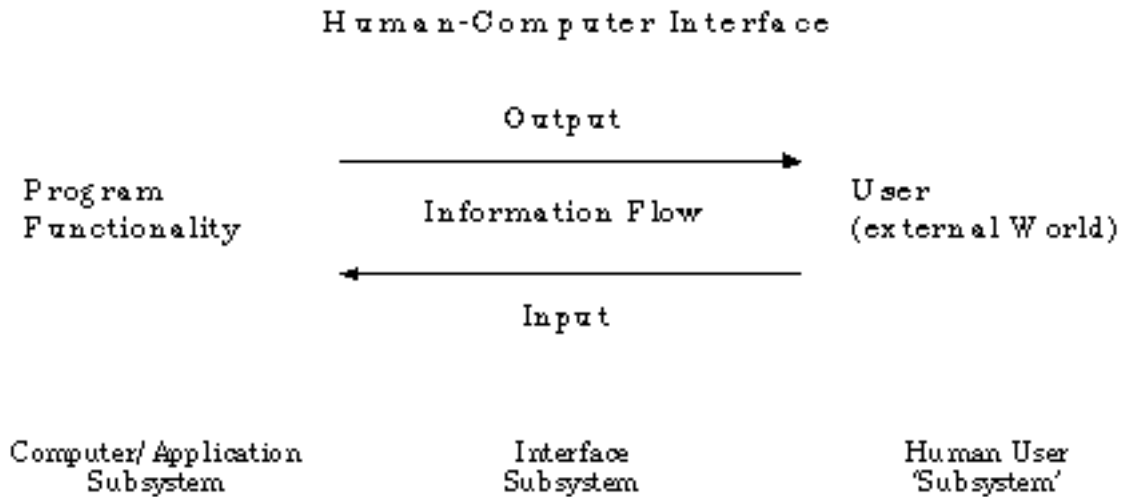 Human-Computer Interface
Output
Program
Functionality
Information Flow
User
(external World)
Input
Computer/Application
Subsystem
Interface
Subsystem
Human User
'Subsystem'